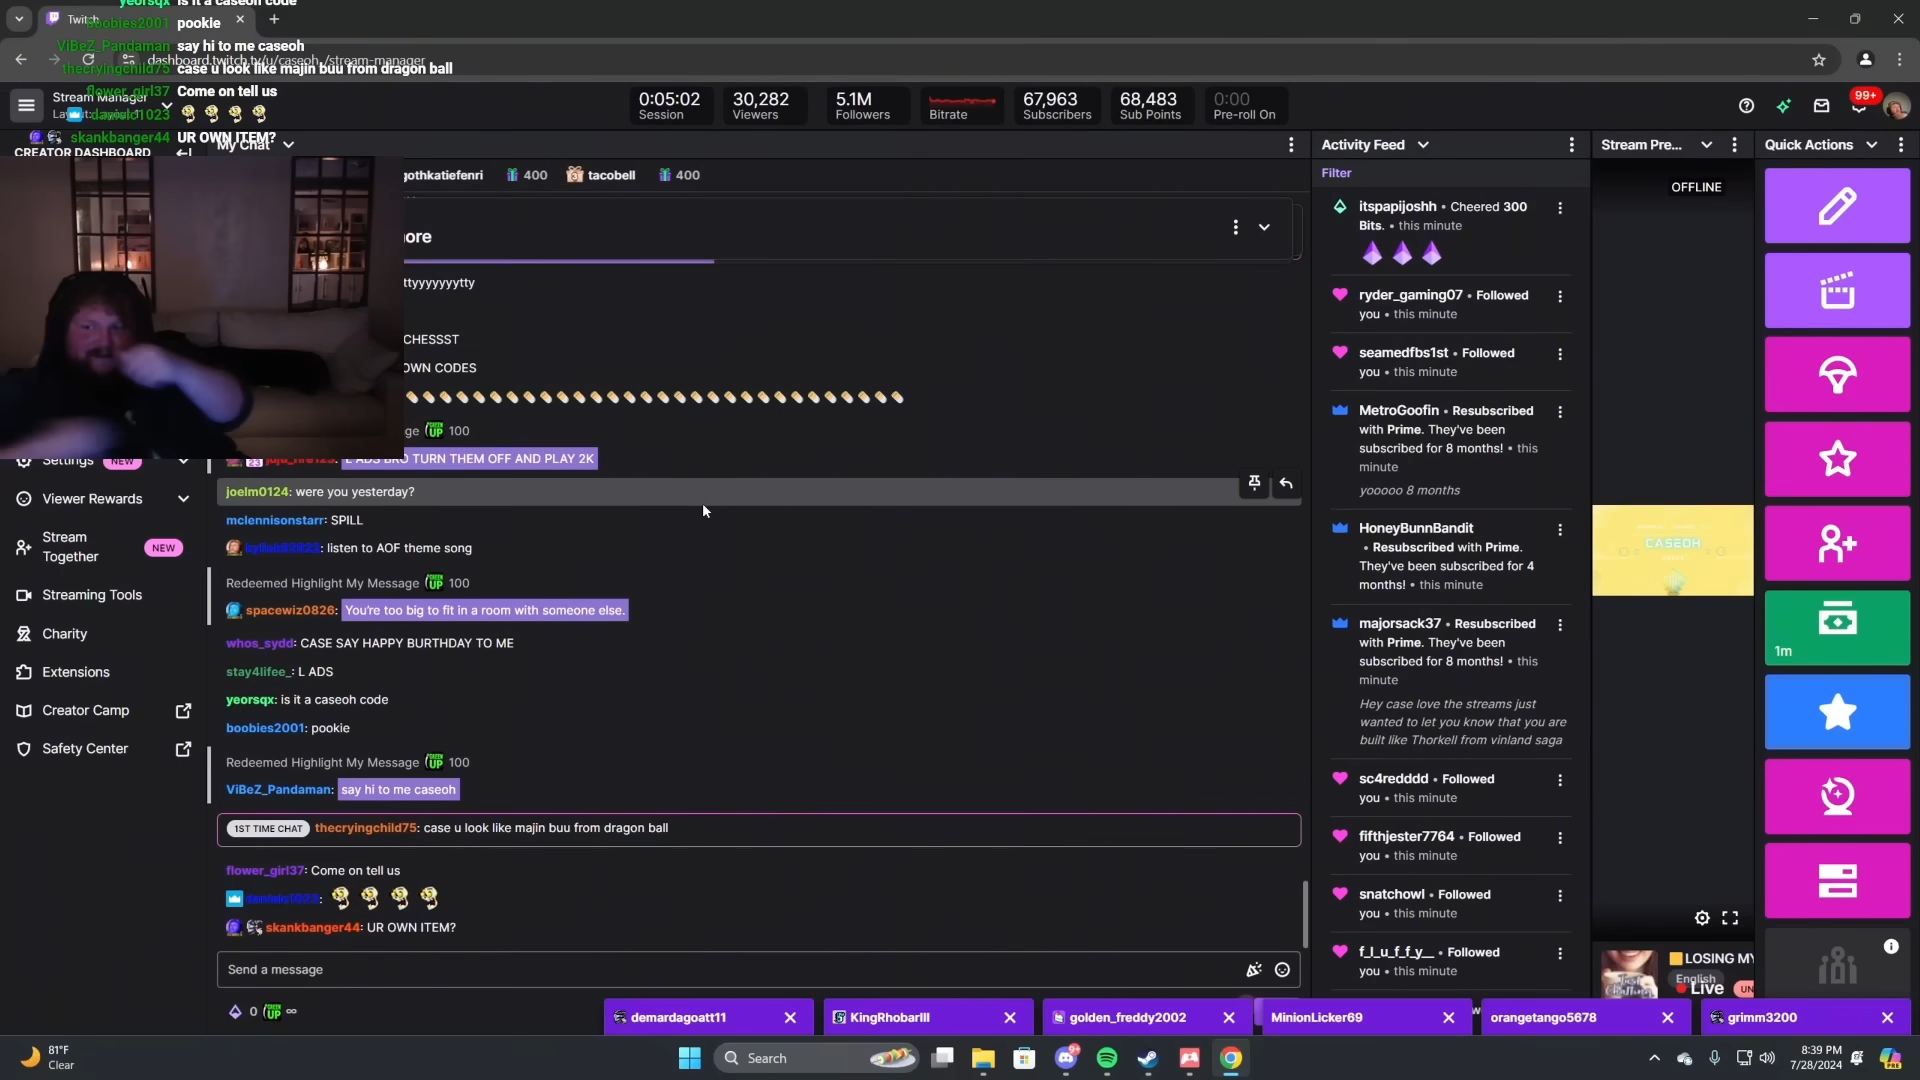 Twitch
yeorsqx is it a caseoh code
boobies2001 pookie
ViBeZ_Pandaman say hi to me caseoh
dashboard.twitch.tv/u/caseoh_/stream-manager
thecryingchild75 case u look like majin buu from dragon ball
flower_girl37 Come on tell us
Stream Manager
skankbanger44 UR OWN ITEM?
CREATOR DASHBOARD
My Chat
0:05:02
Session
30,282
Viewers
5.1M
Followers
Bitrate
67,963
Subscribers
68,483
Sub Points
0:00
Pre-roll On
99+
gothkatiefenri 400 tacobell 400
ore
ttyyyyyytty
CHESSST
OWN CODES
ge 100
L ADS BRO TURN THEM OFF AND PLAY 2K
joelm0124: were you yesterday?
mclennisonstarr: SPILL
listen to AOF theme song
Redeemed Highlight My Message 100
spacewiz0826: You're too big to fit in a room with someone else.
whos_sydd: CASE SAY HAPPY BURTHDAY TO ME
stay4lifee_: L ADS
yeorsqx: is it a caseoh code
boobies2001: pookie
Redeemed Highlight My Message 100
ViBeZ_Pandaman: say hi to me caseoh
1ST TIME CHAT thecryingchild75: case u look like majin buu from dragon ball
flower_girl37: Come on tell us
skankbanger44: UR OWN ITEM?
Send a message
0 ∞
Settings NEW
Viewer Rewards
Stream
Together NEW
Streaming Tools
Charity
Extensions
Creator Camp
Safety Center
Activity Feed
Filter
itspapijoshh • Cheered 300
Bits. • this minute
ryder_gaming07 • Followed
you • this minute
seamedfbs1st • Followed
you • this minute
MetroGoofin • Resubscribed
with Prime. They've been
subscribed for 8 months! • this
minute
yooooo 8 months
HoneyBunnBandit
• Resubscribed with Prime.
They've been subscribed for 4
months! • this minute
majorsack37 • Resubscribed
with Prime. They've been
subscribed for 8 months! • this
minute
Hey case love the streams just
wanted to let you know that you are
built like Thorkell from vinland saga
sc4redddd • Followed
you • this minute
fifthjester7764 • Followed
you • this minute
snatchowl • Followed
you • this minute
f_l_u_f_f_y__ • Followed
you • this minute
Stream Pre...
OFFLINE
CASEOH
LOSING MY
English
Live
UN
Quick Actions
1m
demardagoatt11
KingRhobarIII
golden_freddy2002
MinionLicker69
orangetango5678
grimm3200
81°F
Clear
Search
8:39 PM
7/28/2024